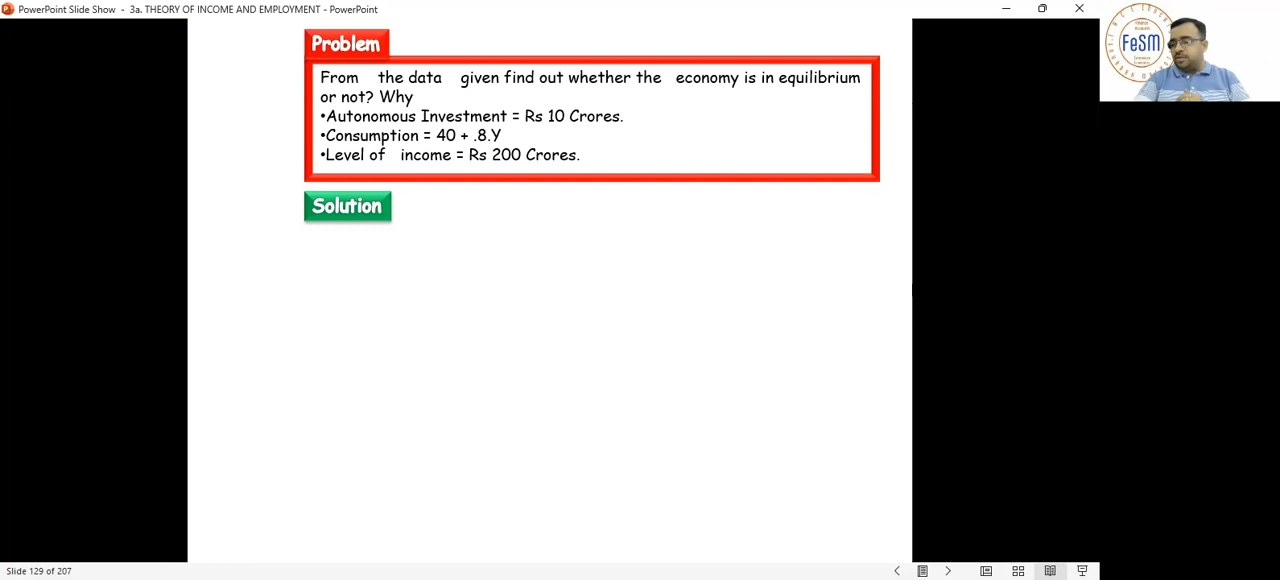 PowerPoint Slide Show - 3a. THEORY OF INCOME AND EMPLOYMENT - PowerPoint
Problem
From the data given find out whether the economy is in equilibrium
or not? Why
•Autonomous Investment = Rs 10 Crores.
•Consumption = 40 + .8.Y
•Level of income = Rs 200 Crores.
Solution
FeSM
Slide 129 of 207